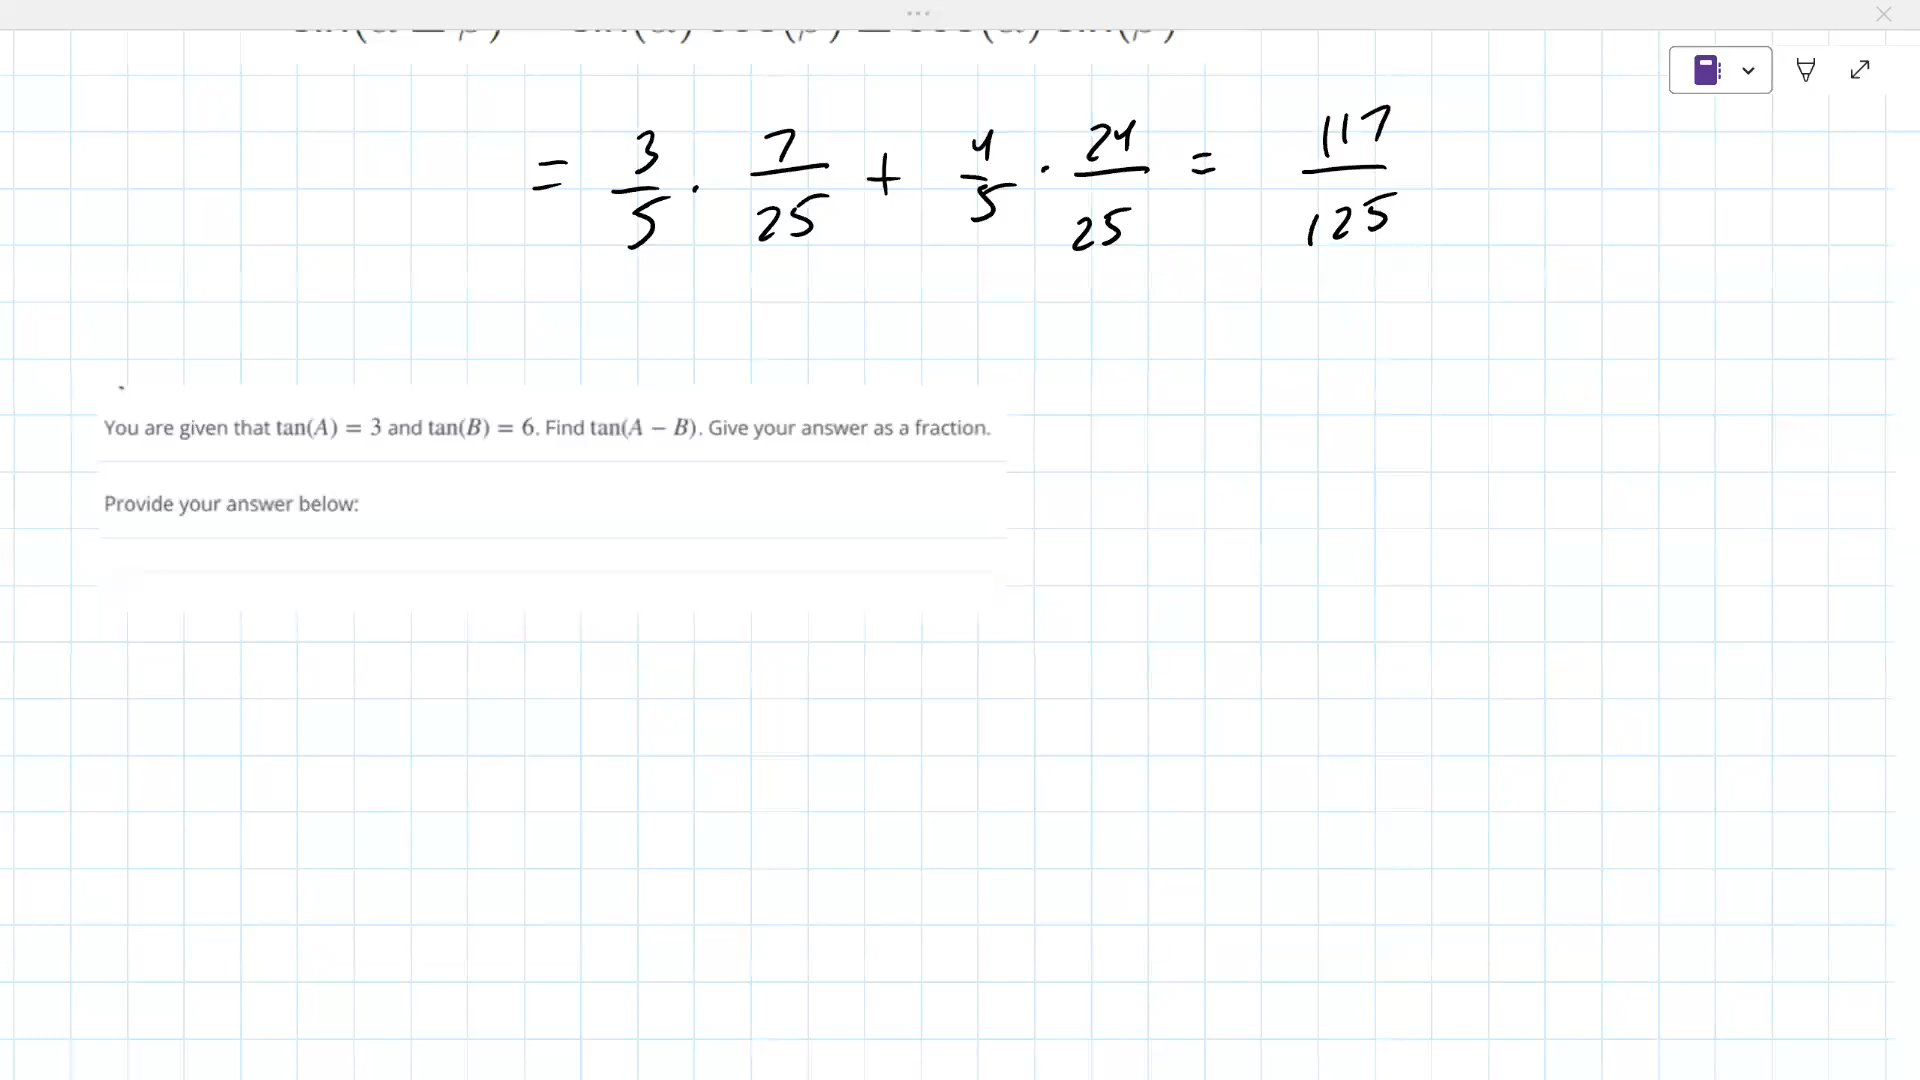 = 3/5 · 7/25 + 4/5 · 24/25 = 117/125
You are given that tan(A) = 3 and tan(B) = 6. Find tan(A − B). Give your answer as a fraction.
Provide your answer below: